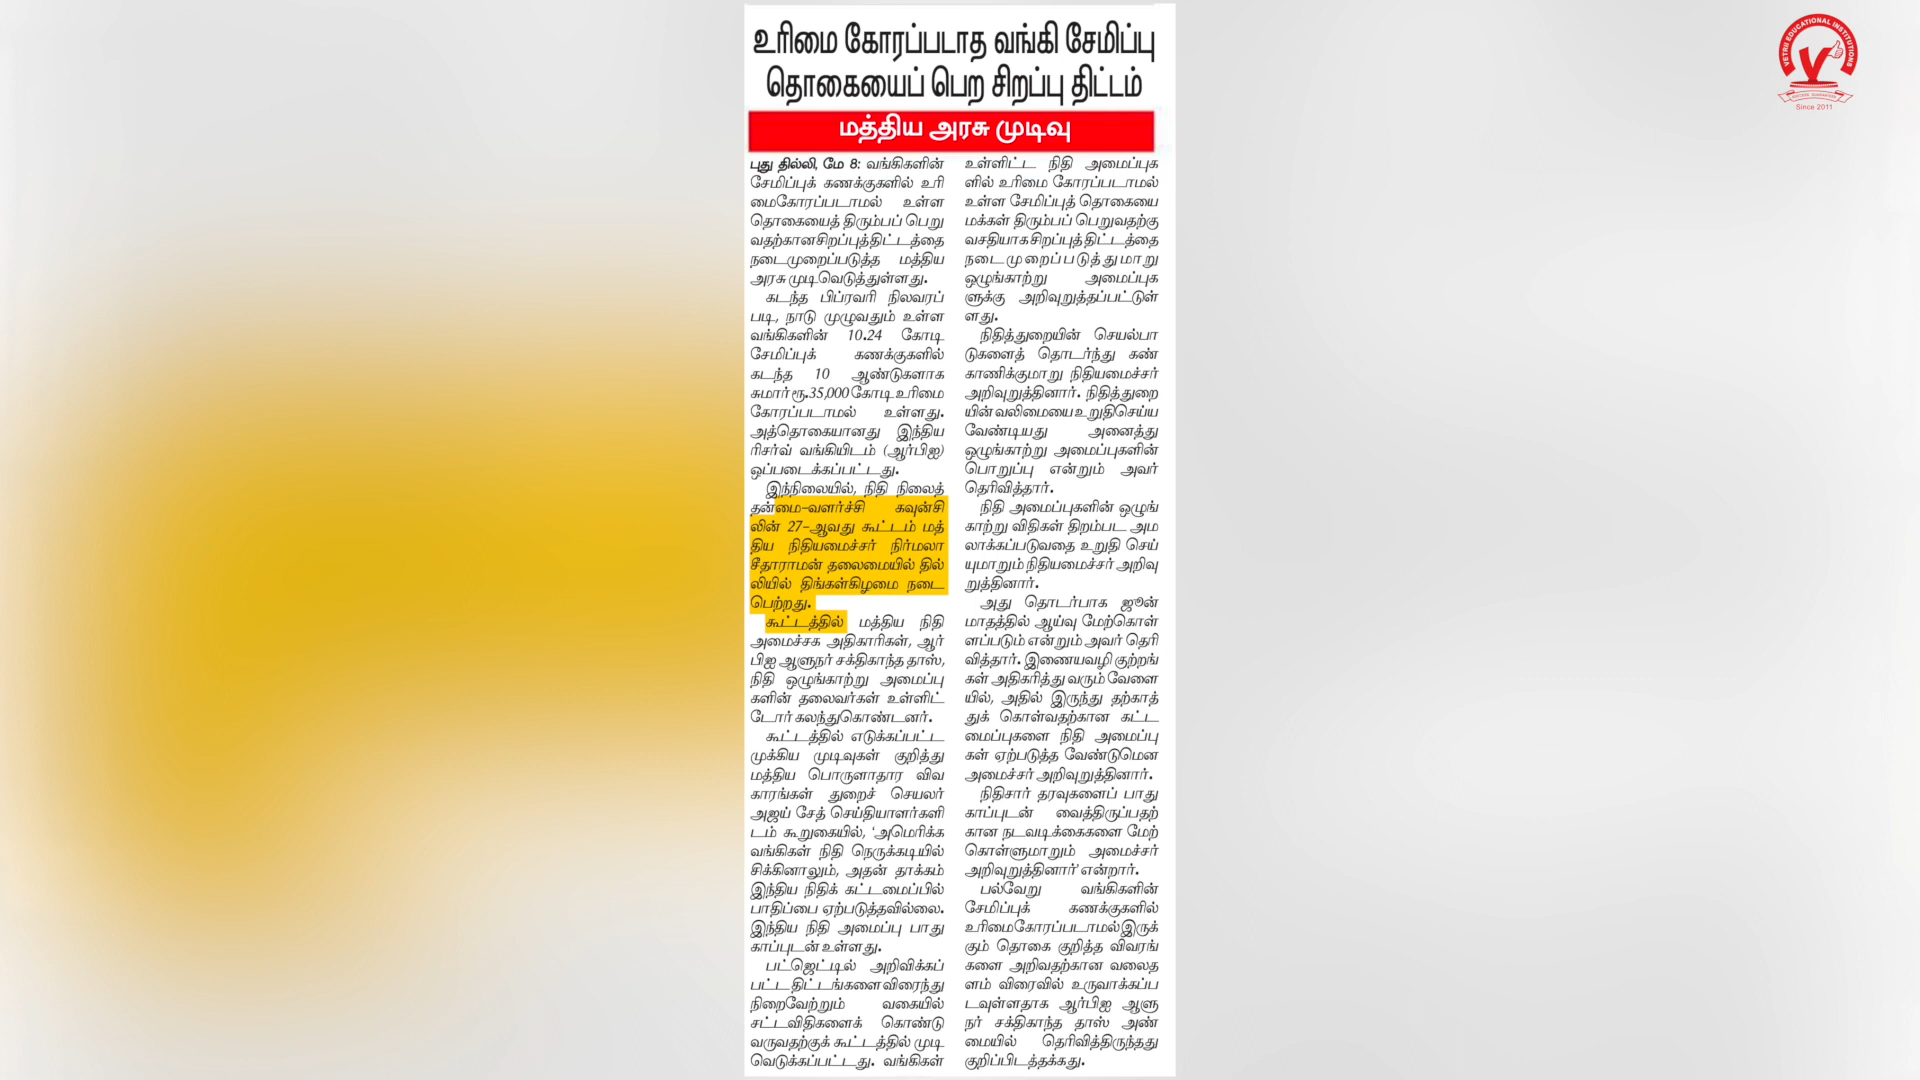 உரிமை கோரப்படாத வங்கி சேமிப்பு
தொகையைப் பெற சிறப்பு திட்டம்
மத்திய அரசு முடிவு
புது தில்லி, மே 8: வங்கிகளின்
சேமிப்புக் கணக்குகளில் உரி
மைகோரப்படாமல் உள்ள
தொகையைத் திரும்பப் பெறு
வதற்கான சிறப்புத் திட்டத்தை
நடைமுறைப்படுத்த மத்திய
அரசு முடிவெடுத்துள்ளது.
கடந்த பிப்ரவரி நிலவரப்
படி, நாடு முழுவதும் உள்ள
வங்கிகளின் 10.24 கோடி
சேமிப்புக் கணக்குகளில்
கடந்த 10 ஆண்டுகளாக
சுமார் ரூ.35,000 கோடி உரிமை
கோரப்படாமல் உள்ளது.
அத்தொகையானது இந்திய
ரிசர்வ் வங்கியிடம் (ஆர்பிஐ)
ஒப்படைக்கப்பட்டது.
இந்நிலையில், நிதி நிலைத்
தன்மை-வளர்ச்சி கவுன்சி
லின் 27-ஆவது கூட்டம் மத்
திய நிதியமைச்சர் நிர்மலா
சீதாராமன் தலைமையில் தில்
லியில் திங்கள்கிழமை நடை
பெற்றது.
கூட்டத்தில் மத்திய நிதி
அமைச்சக அதிகாரிகள், ஆர்
பிஐ ஆளுநர் சக்திகாந்த தாஸ்,
நிதி ஒழுங்காற்று அமைப்பு
களின் தலைவர்கள் உள்ளிட்
டோர் கலந்துகொண்டனர்.
கூட்டத்தில் எடுக்கப்பட்ட
முக்கிய முடிவுகள் குறித்து
மத்திய பொருளாதார விவ
காரங்கள் துறைச் செயலர்
அஜய் சேத் செய்தியாளர்களி
டம் கூறுகையில், 'அமெரிக்க
வங்கிகள் நிதி நெருக்கடியில்
சிக்கினாலும், அதன் தாக்கம்
இந்திய நிதிக் கட்டமைப்பில்
பாதிப்பை ஏற்படுத்தவில்லை.
இந்திய நிதி அமைப்பு பாது
காப்புடன் உள்ளது.
பட்ஜெட்டில் அறிவிக்கப்
பட்ட திட்டங்களை விரைந்து
நிறைவேற்றும் வகையில்
சட்டவிதிகளைக் கொண்டு
வருவதற்குக் கூட்டத்தில் முடி
வெடுக்கப்பட்டது. வங்கிகள்
உள்ளிட்ட நிதி அமைப்புக
ளில் உரிமை கோரப்படாமல்
உள்ள சேமிப்புத் தொகையை
மக்கள் திரும்பப் பெறுவதற்கு
வசதியாக சிறப்புத் திட்டத்தை
நடைமுறைப்படுத்துமாறு
ஒழுங்காற்று அமைப்புக
ளுக்கு அறிவுறுத்தப்பட்டுள்
ளது.
நிதித்துறையின் செயல்பா
டுகளைத் தொடர்ந்து கண்
காணிக்குமாறு நிதியமைச்சர்
அறிவுறுத்தினார். நிதித்துறை
யின் வலிமையை உறுதிசெய்ய
வேண்டியது அனைத்து
ஒழுங்காற்று அமைப்புகளின்
பொறுப்பு என்றும் அவர்
தெரிவித்தார்.
நிதி அமைப்புகளின் ஒழுங்
காற்று விதிகள் திறம்பட அம
லாக்கப்படுவதை உறுதி செய்
யுமாறும் நிதியமைச்சர் அறிவு
றுத்தினார்.
அது தொடர்பாக ஜூன்
மாதத்தில் ஆய்வு மேற்கொள்
ளப்படும் என்றும் அவர் தெரி
வித்தார். இணையவழி குற்றங்
கள் அதிகரித்து வரும் வேளை
யில், அதில் இருந்து தற்காத்
துக் கொள்வதற்கான கட்ட
மைப்புகளை நிதி அமைப்பு
கள் ஏற்படுத்த வேண்டுமென
அமைச்சர் அறிவுறுத்தினார்.
நிதிசார் தரவுகளைப் பாது
காப்புடன் வைத்திருப்பதற்
கான நடவடிக்கைகளை மேற்
கொள்ளுமாறும் அமைச்சர்
அறிவுறுத்தினார்' என்றார்.
பல்வேறு வங்கிகளின்
சேமிப்புக் கணக்குகளில்
உரிமைகோரப்படாமல் இருக்
கும் தொகை குறித்த விவரங்
களை அறிவதற்கான வலைத
ளம் விரைவில் உருவாக்கப்ப
டவுள்ளதாக ஆர்பிஐ ஆளு
நர் சக்திகாந்த தாஸ் அண்
மையில் தெரிவித்திருந்தது
குறிப்பிடத்தக்கது.
VETRII EDUCATIONAL INSTITUTIONS
Since 2011